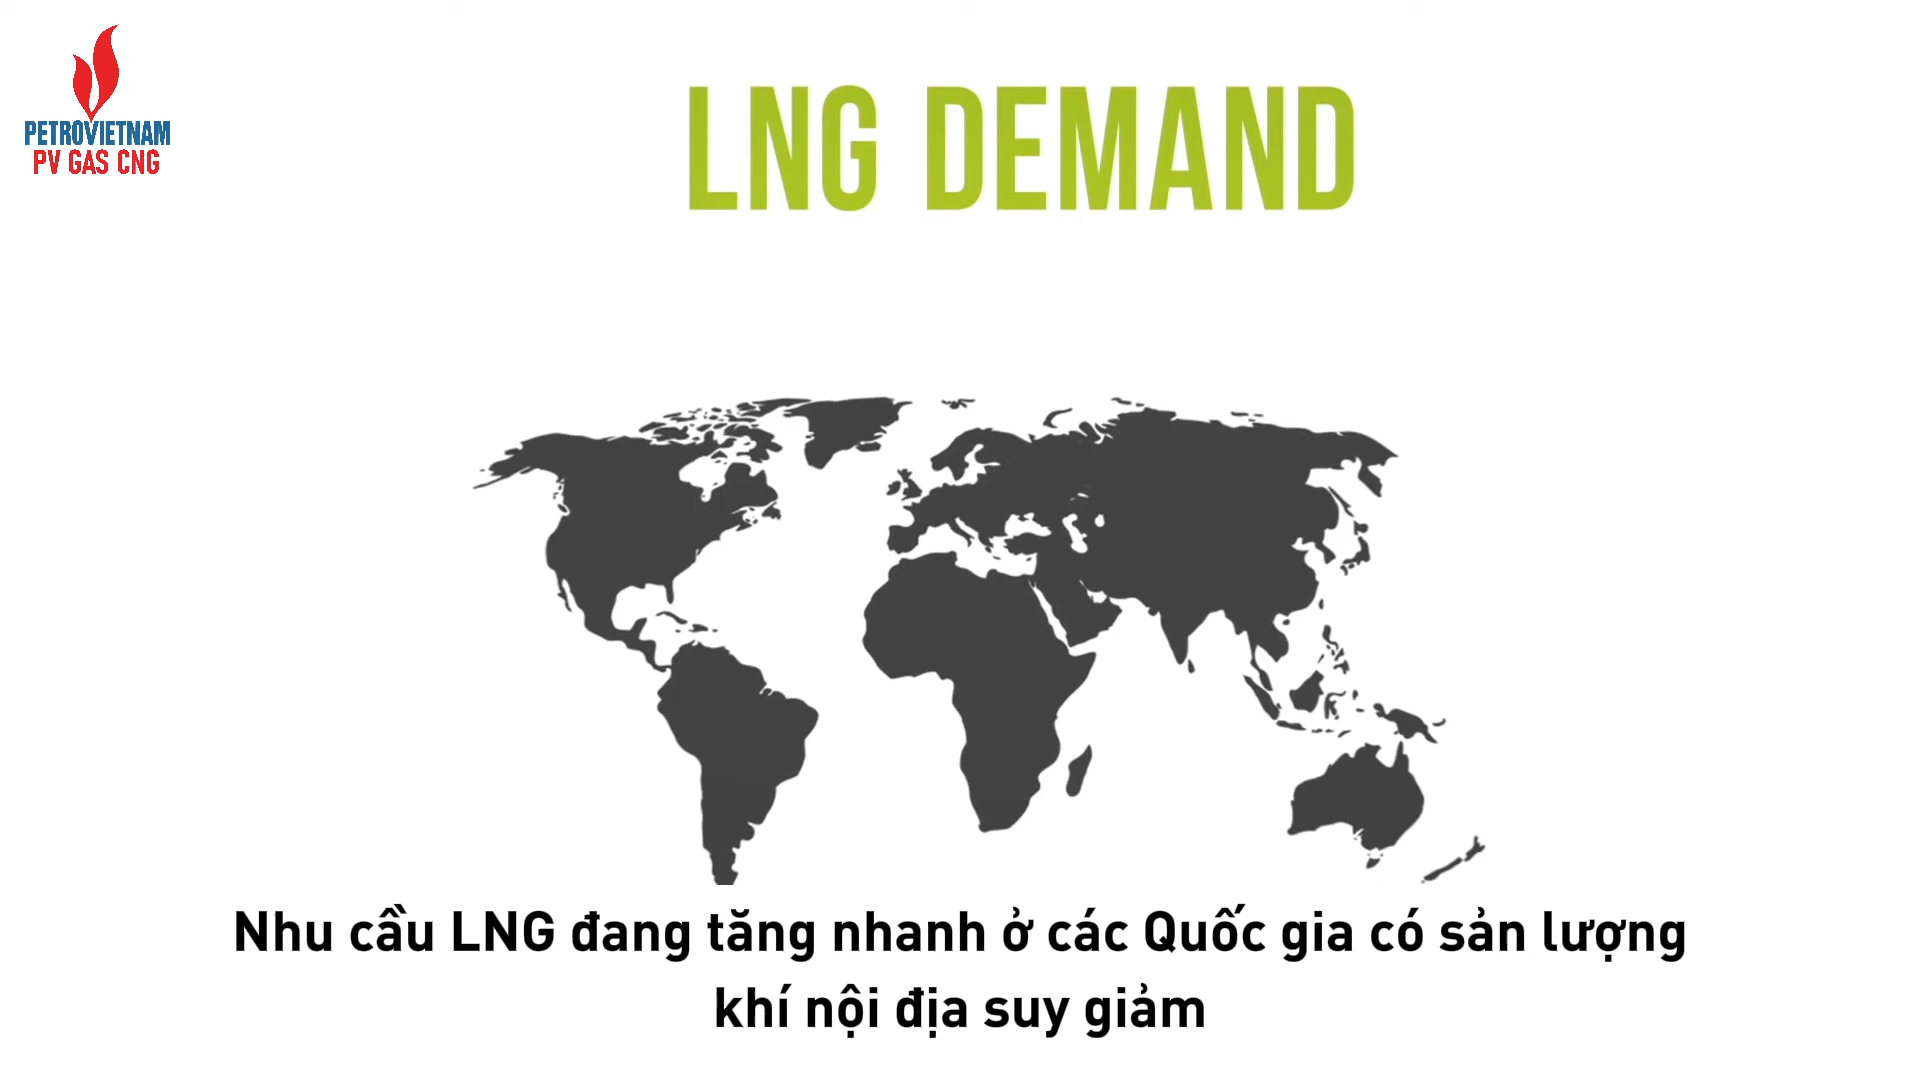 PETROVIETNAM
PV GAS CNG
LNG DEMAND
Nhu cầu LNG đang tăng nhanh ở các Quốc gia có sản lượng
khí nội địa suy giảm